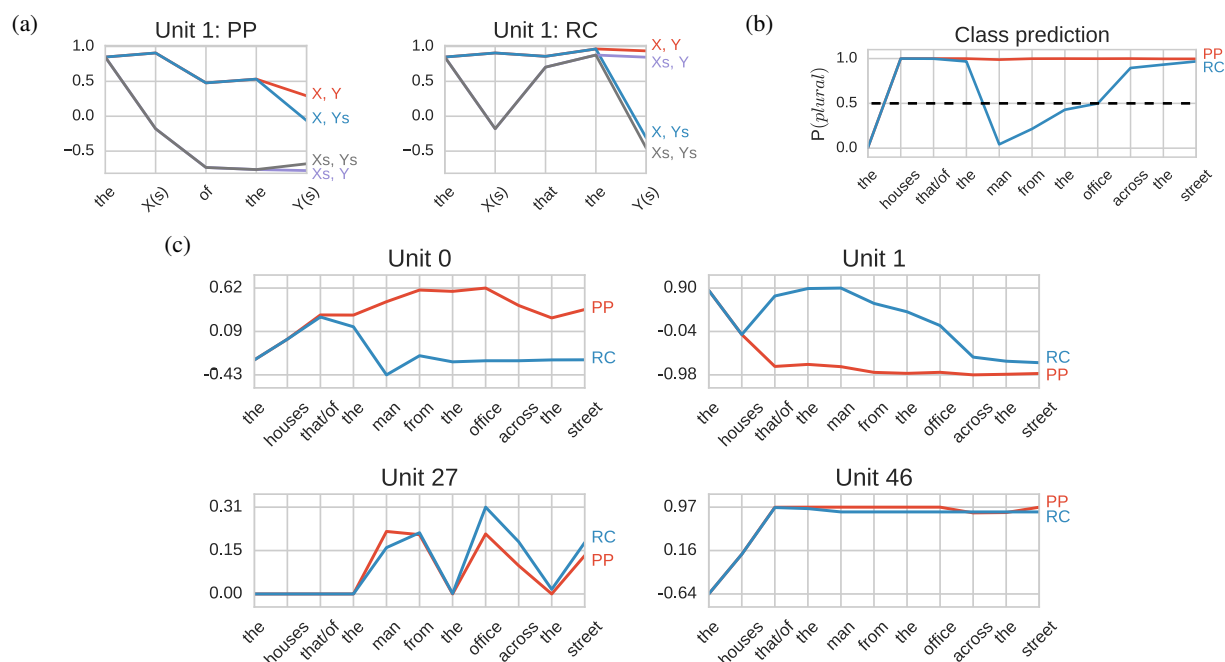 (a)
Unit 1: PP
1.0
0.5
0.0
−0.5
X, Y
X, Ys
Xs, Ys
Xs, Y
the
X(s)
of
the
Y(s)
Unit 1: RC
1.0
0.5
0.0
−0.5
X, Y
Xs, Y
X, Ys
Xs, Ys
the
X(s)
that
the
Y(s)
(b)
Class prediction
P(plural)
1.0
0.5
0.0
PP
RC
the
houses
that/of
the
man
from
the
office
across
the
street
(c)
Unit 0
0.62
0.09
-0.43
PP
RC
the
houses
that/of
the
man
from
the
office
across
the
street
Unit 1
0.90
-0.04
-0.98
RC
PP
the
houses
that/of
the
man
from
the
office
across
the
street
Unit 27
0.31
0.15
0.00
RC
PP
the
houses
that/of
the
man
from
the
office
across
the
street
Unit 46
0.97
0.16
-0.64
PP
RC
the
houses
that/of
the
man
from
the
office
across
the
street